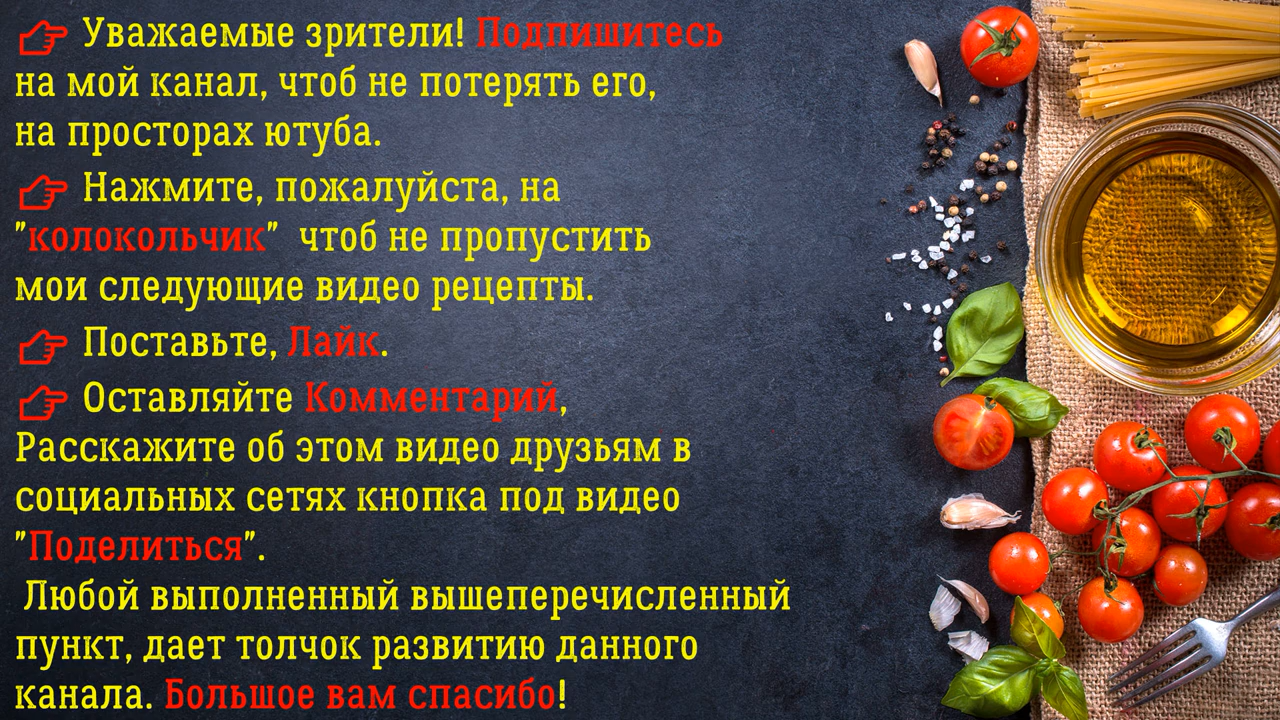 Уважаемые зрители! Подпишитесь
на мой канал, чтоб не потерять его,
на просторах ютуба.
Нажмите, пожалуйста, на
"колокольчик" чтоб не пропустить
мои следующие видео рецепты.
Поставьте, Лайк.
Оставляйте Комментарий,
Расскажите об этом видео друзьям в
социальных сетях кнопка под видео
"Поделиться".
Любой выполненный вышеперечисленный
пункт, дает толчок развитию данного
канала. Большое вам спасибо!